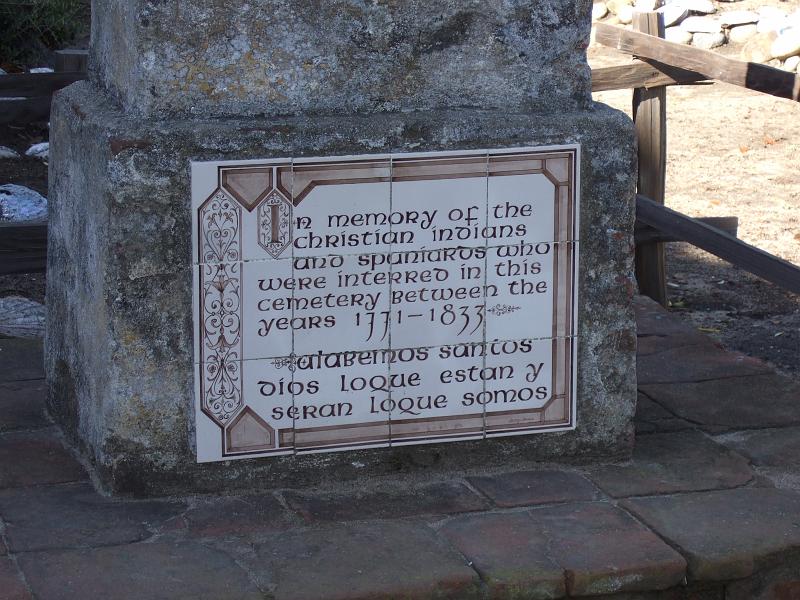 In memory of the
christian indians
and spaniards who
were interred in this
cemetery between the
years 1771-1833
alabemos santos
dios loque estan y
seran loque somos